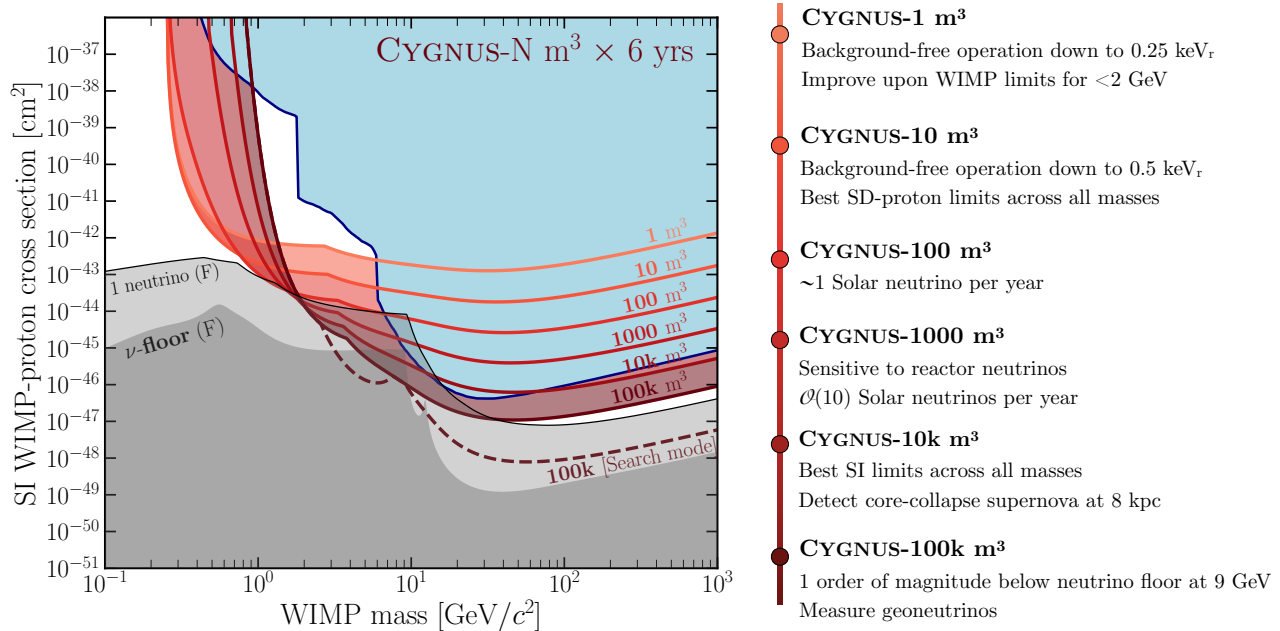 CYGNUS-N m³ × 6 yrs
SI WIMP-proton cross section [cm²]
10⁻³⁷
10⁻³⁸
10⁻³⁹
10⁻⁴⁰
10⁻⁴¹
10⁻⁴²
10⁻⁴³
10⁻⁴⁴
10⁻⁴⁵
10⁻⁴⁶
10⁻⁴⁷
10⁻⁴⁸
10⁻⁴⁹
10⁻⁵⁰
10⁻⁵¹
1 m³
10 m³
100 m³
1000 m³
10k m³
100k m³
100k [Search mode]
1 neutrino (F)
ν-floor (F)
10⁻¹
10⁰
10¹
10²
10³
WIMP mass [GeV/c²]
CYGNUS-1 m³
Background-free operation down to 0.25 keVᵣ
Improve upon WIMP limits for <2 GeV
CYGNUS-10 m³
Background-free operation down to 0.5 keVᵣ
Best SD-proton limits across all masses
CYGNUS-100 m³
~1 Solar neutrino per year
CYGNUS-1000 m³
Sensitive to reactor neutrinos
𝒪(10) Solar neutrinos per year
CYGNUS-10k m³
Best SI limits across all masses
Detect core-collapse supernova at 8 kpc
CYGNUS-100k m³
1 order of magnitude below neutrino floor at 9 GeV
Measure geoneutrinos